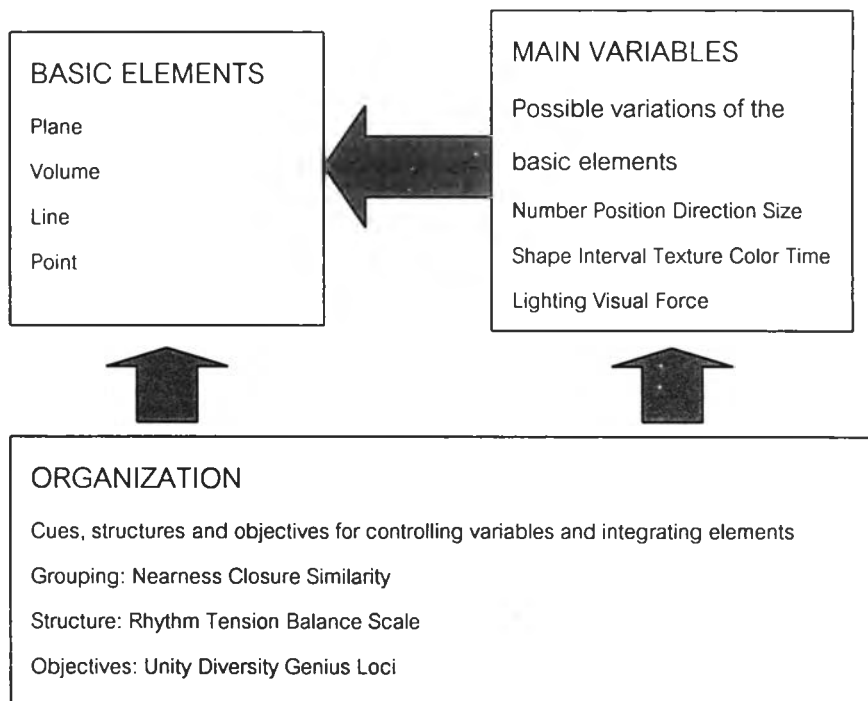 BASIC ELEMENTS
Plane
Volume
Line
Point
MAIN VARIABLES
Possible variations of the
basic elements
Number Position Direction Size
Shape Interval Texture Color Time
Lighting Visual Force
ORGANIZATION
Cues, structures and objectives for controlling variables and integrating elements
Grouping: Nearness Closure Similarity
Structure: Rhythm Tension Balance Scale
Objectives: Unity Diversity Genius Loci